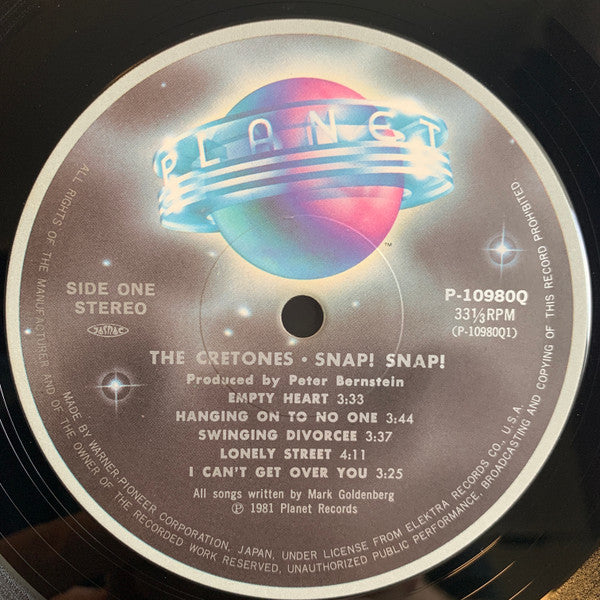 PLANET
TM
SIDE ONE
STEREO
P-10980Q
33⅓RPM
(P-10980Q1)
THE CRETONES · SNAP! SNAP!
Produced by Peter Bernstein
EMPTY HEART 3:33
HANGING ON TO NO ONE 3:44
SWINGING DIVORCEE 3:37
LONELY STREET 4:11
I CAN'T GET OVER YOU 3:25
All songs written by Mark Goldenberg
℗ 1981 Planet Records
ALL RIGHTS OF THE MANUFACTURER AND OF THE OWNER OF THE RECORDED WORK RESERVED, UNAUTHORIZED PUBLIC PERFORMANCE, BROADCASTING AND COPYING OF THIS RECORD PROHIBITED
MADE BY WARNER-PIONEER CORPORATION, JAPAN, UNDER LICENSE FROM ELEKTRA RECORDS CO., U.S.A.